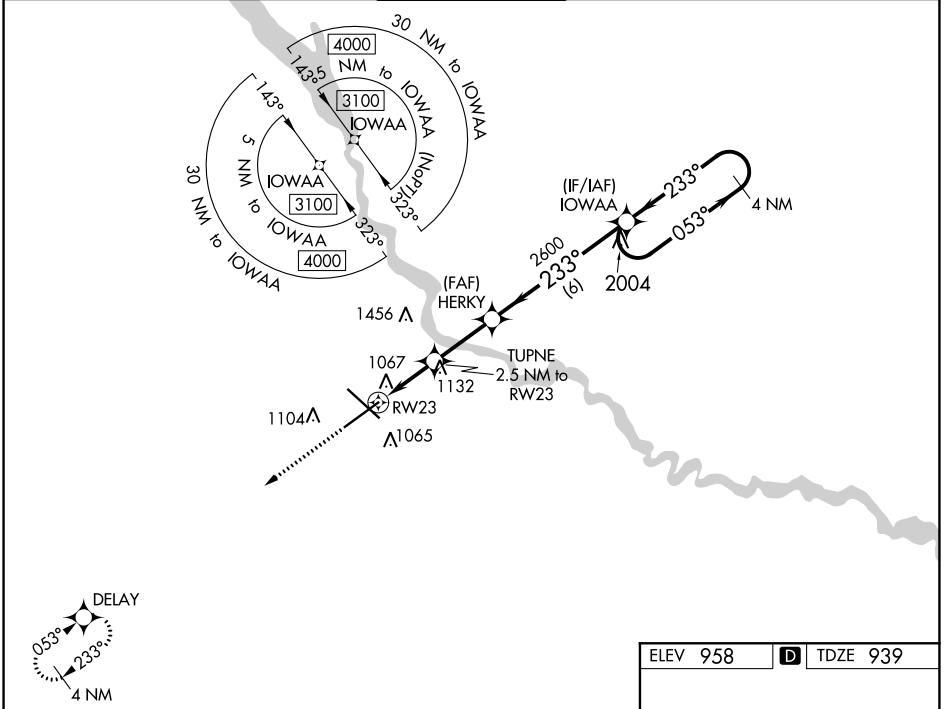 30 NM to IOWAA
4000
143°
5 NM to IOWAA (NoPT)
3100
IOWAA
323°
143°
5 NM to IOWAA
IOWAA
3100
323°
4000
30 NM to IOWAA
(IF/IAF)
IOWAA
233°
053°
4 NM
2004
2600
233°
(6)
(FAF)
HERKY
1456
TUPNE
2.5 NM to
RW23
1067
1132
RW23
1104
1065
DELAY
053°
233°
4 NM
ELEV 958 D TDZE 939